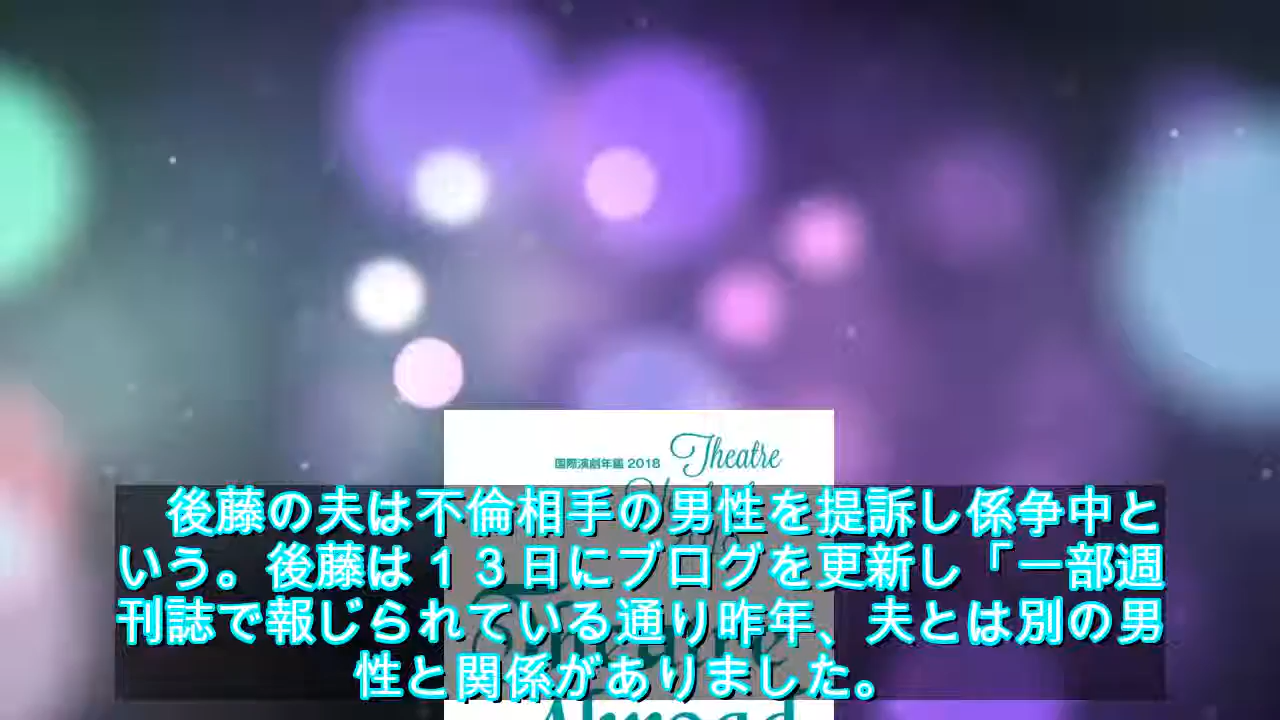 国際演劇年鑑 2018 Theatre
後藤の夫は不倫相手の男性を提訴し係争中と
いう。後藤は１３日にブログを更新し「一部週
刊誌で報じられている通り昨年、夫とは別の男
性と関係がありました。
Theatre
Abroad